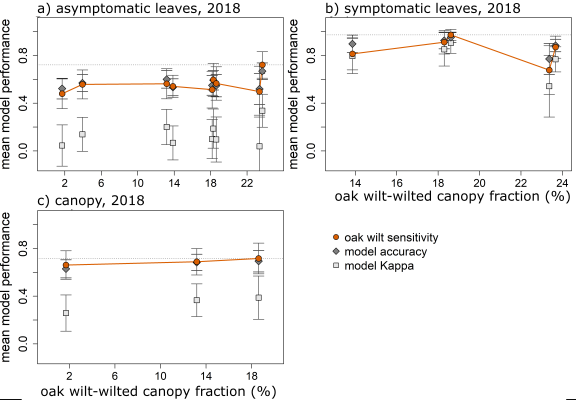 a) asymptomatic leaves, 2018
mean model performance
0.0 0.4 0.8
2 6 10 14 18 22
b) symptomatic leaves, 2018
mean model performance
0.0 0.4 0.8
14 16 18 20 22 24
oak wilt-wilted canopy fraction (%)
c) canopy, 2018
mean model performance
0.0 0.4 0.8
2 6 10 14 18
oak wilt-wilted canopy fraction (%)
oak wilt sensitivity
model accuracy
model Kappa